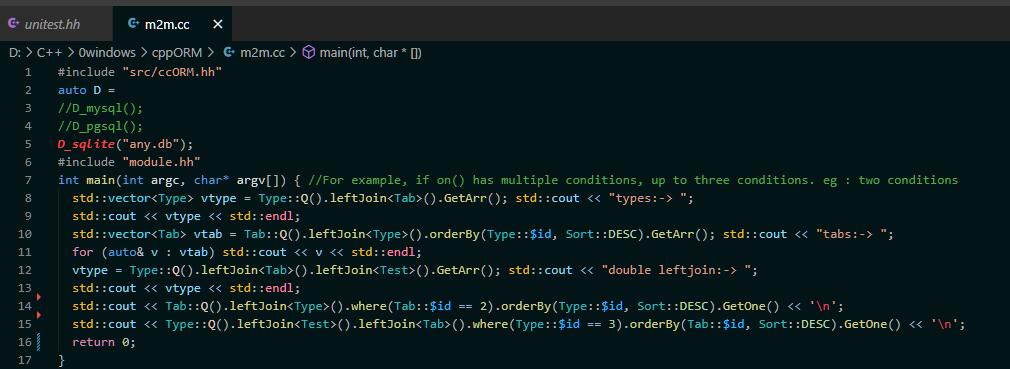 unitest.hh m2m.cc ×
D: > C++ > 0windows > cppORM > m2m.cc > main(int, char * [])
1 #include "src/ccORM.hh"
2 auto D =
3 //D_mysql();
4 //D_pgsql();
5 D_sqlite("any.db");
6 #include "module.hh"
7 int main(int argc, char* argv[]) { //For example, if on() has multiple conditions, up to three conditions. eg : two conditions
8 std::vector<Type> vtype = Type::Q().leftJoin<Tab>().GetArr(); std::cout << "types:-> ";
9 std::cout << vtype << std::endl;
10 std::vector<Tab> vtab = Tab::Q().leftJoin<Type>().orderBy(Type::$id, Sort::DESC).GetArr(); std::cout << "tabs:-> ";
11 for (auto& v : vtab) std::cout << v << std::endl;
12 vtype = Type::Q().leftJoin<Tab>().leftJoin<Test>().GetArr(); std::cout << "double leftjoin:-> ";
13 std::cout << vtype << std::endl;
14 std::cout << Tab::Q().leftJoin<Type>().where(Tab::$id == 2).orderBy(Type::$id, Sort::DESC).GetOne() << '\n';
15 std::cout << Type::Q().leftJoin<Test>().leftJoin<Tab>().where(Type::$id == 3).orderBy(Tab::$id, Sort::DESC).GetOne() << '\n';
16 return 0;
17 }